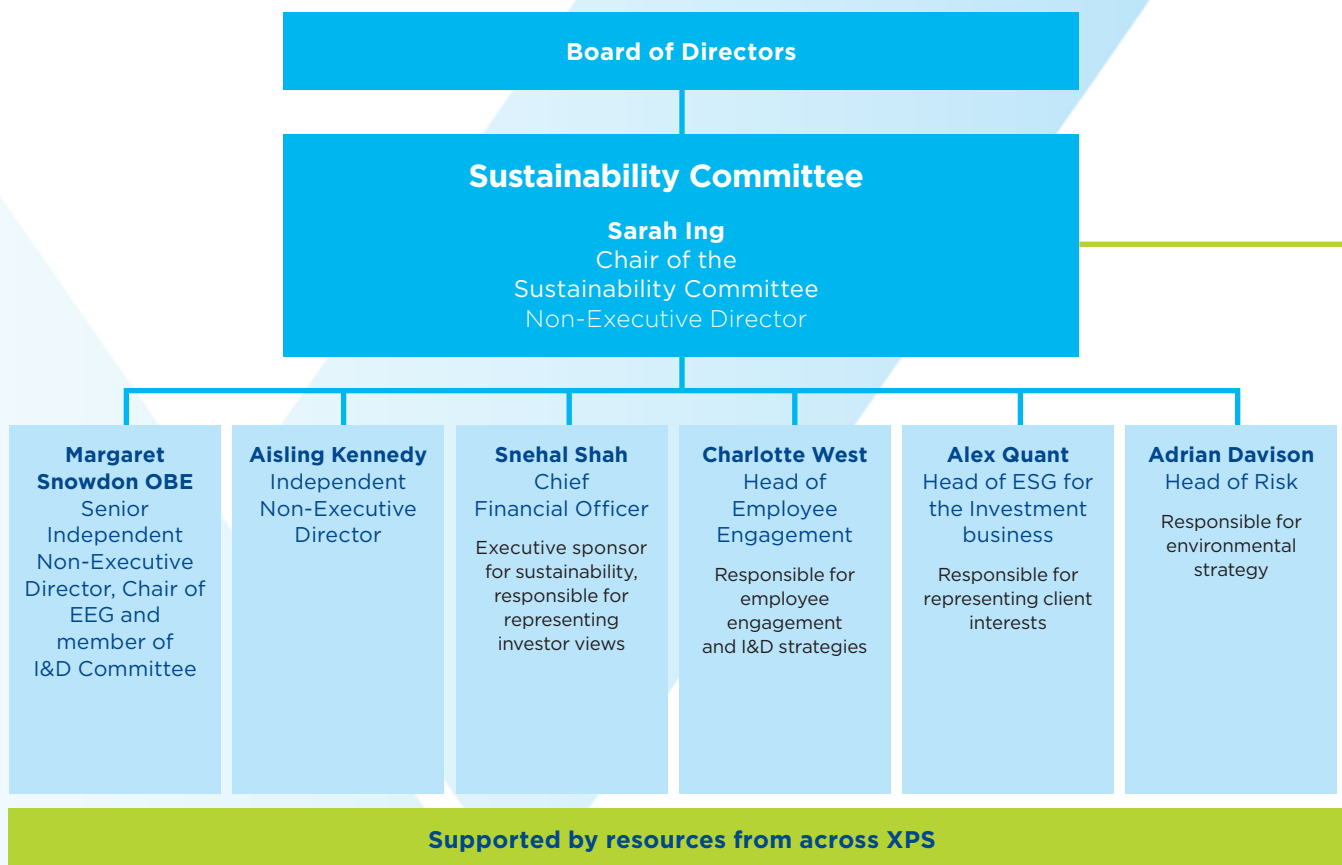 Board of Directors
Sustainability Committee
Sarah Ing
Chair of the
Sustainability Committee
Non-Executive Director
Margaret
Snowdon OBE
Senior
Independent
Non-Executive
Director, Chair of
EEG and
member of
I&D Committee
Aisling Kennedy
Independent
Non-Executive
Director
Snehal Shah
Chief
Financial Officer
Executive sponsor
for sustainability,
responsible for
representing
investor views
Charlotte West
Head of
Employee
Engagement
Responsible for
employee
engagement
and I&D strategies
Alex Quant
Head of ESG for
the Investment
business
Responsible for
representing client
interests
Adrian Davison
Head of Risk
Responsible for
environmental
strategy
Supported by resources from across XPS